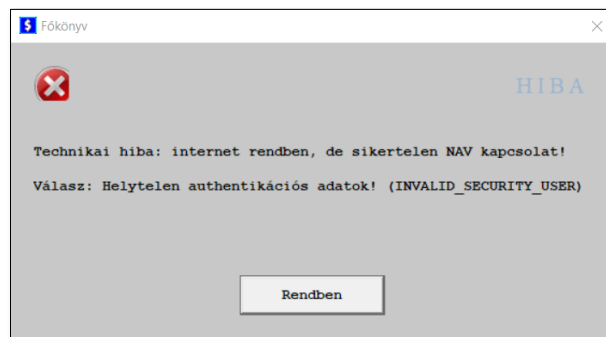 Főkönyv
HIBA
Technikai hiba: internet rendben, de sikertelen NAV kapcsolat!
Válasz: Helytelen authentikációs adatok! (INVALID_SECURITY_USER)
Rendben